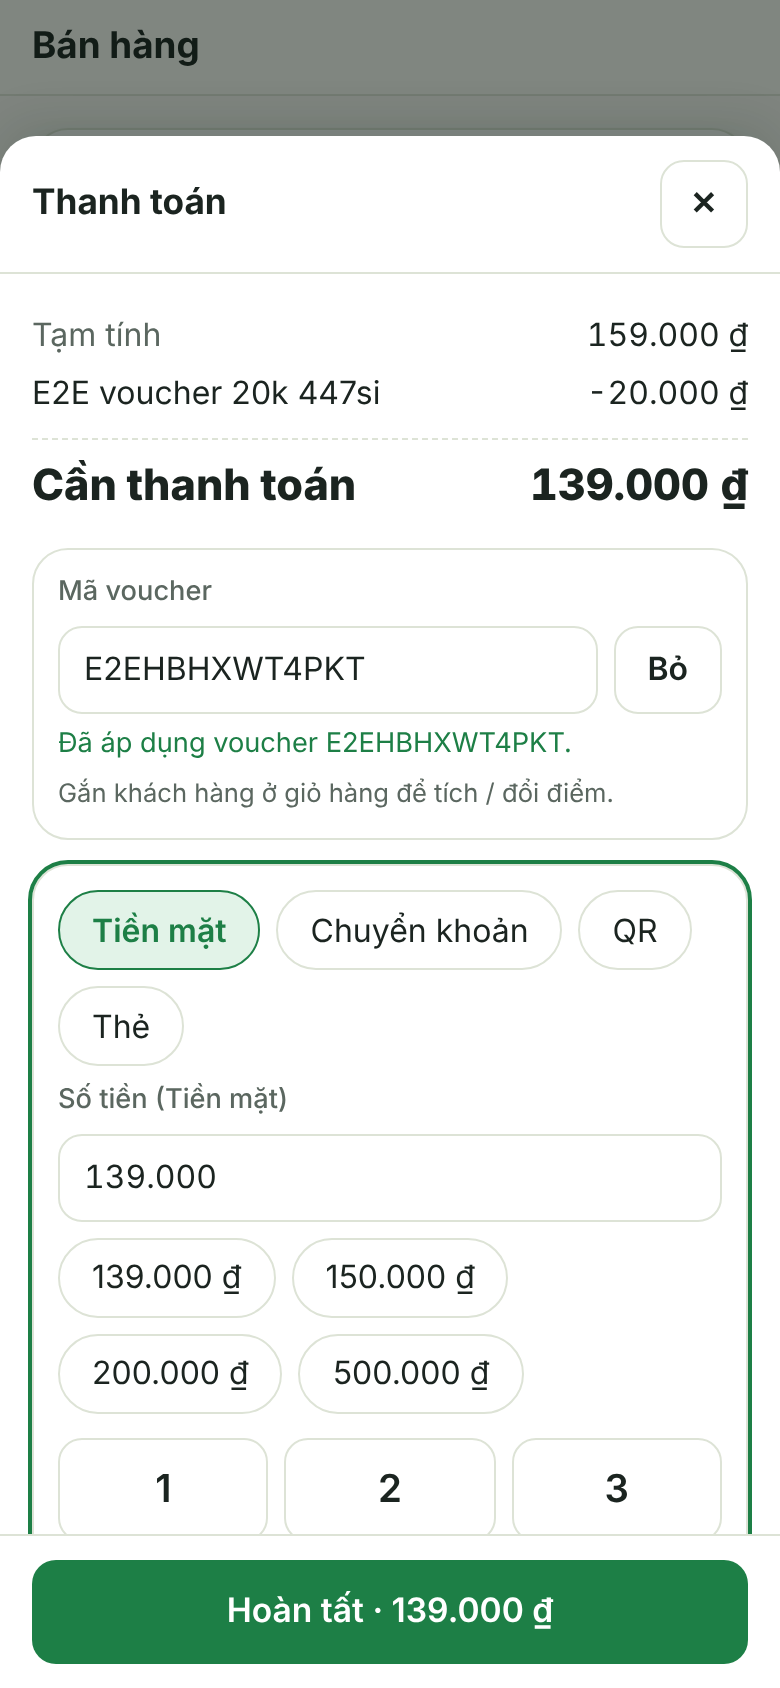 Bán hàng
Thanh toán
×
Tạm tính 159.000 ₫
E2E voucher 20k 447si -20.000 ₫
Cần thanh toán 139.000 ₫
Mã voucher
E2EHBHXWT4PKT Bỏ
Đã áp dụng voucher E2EHBHXWT4PKT.
Gắn khách hàng ở giỏ hàng để tích / đổi điểm.
Tiền mặt Chuyển khoản QR
Thẻ
Số tiền (Tiền mặt)
139.000
139.000 ₫ 150.000 ₫
200.000 ₫ 500.000 ₫
1 2 3
Hoàn tất · 139.000 ₫